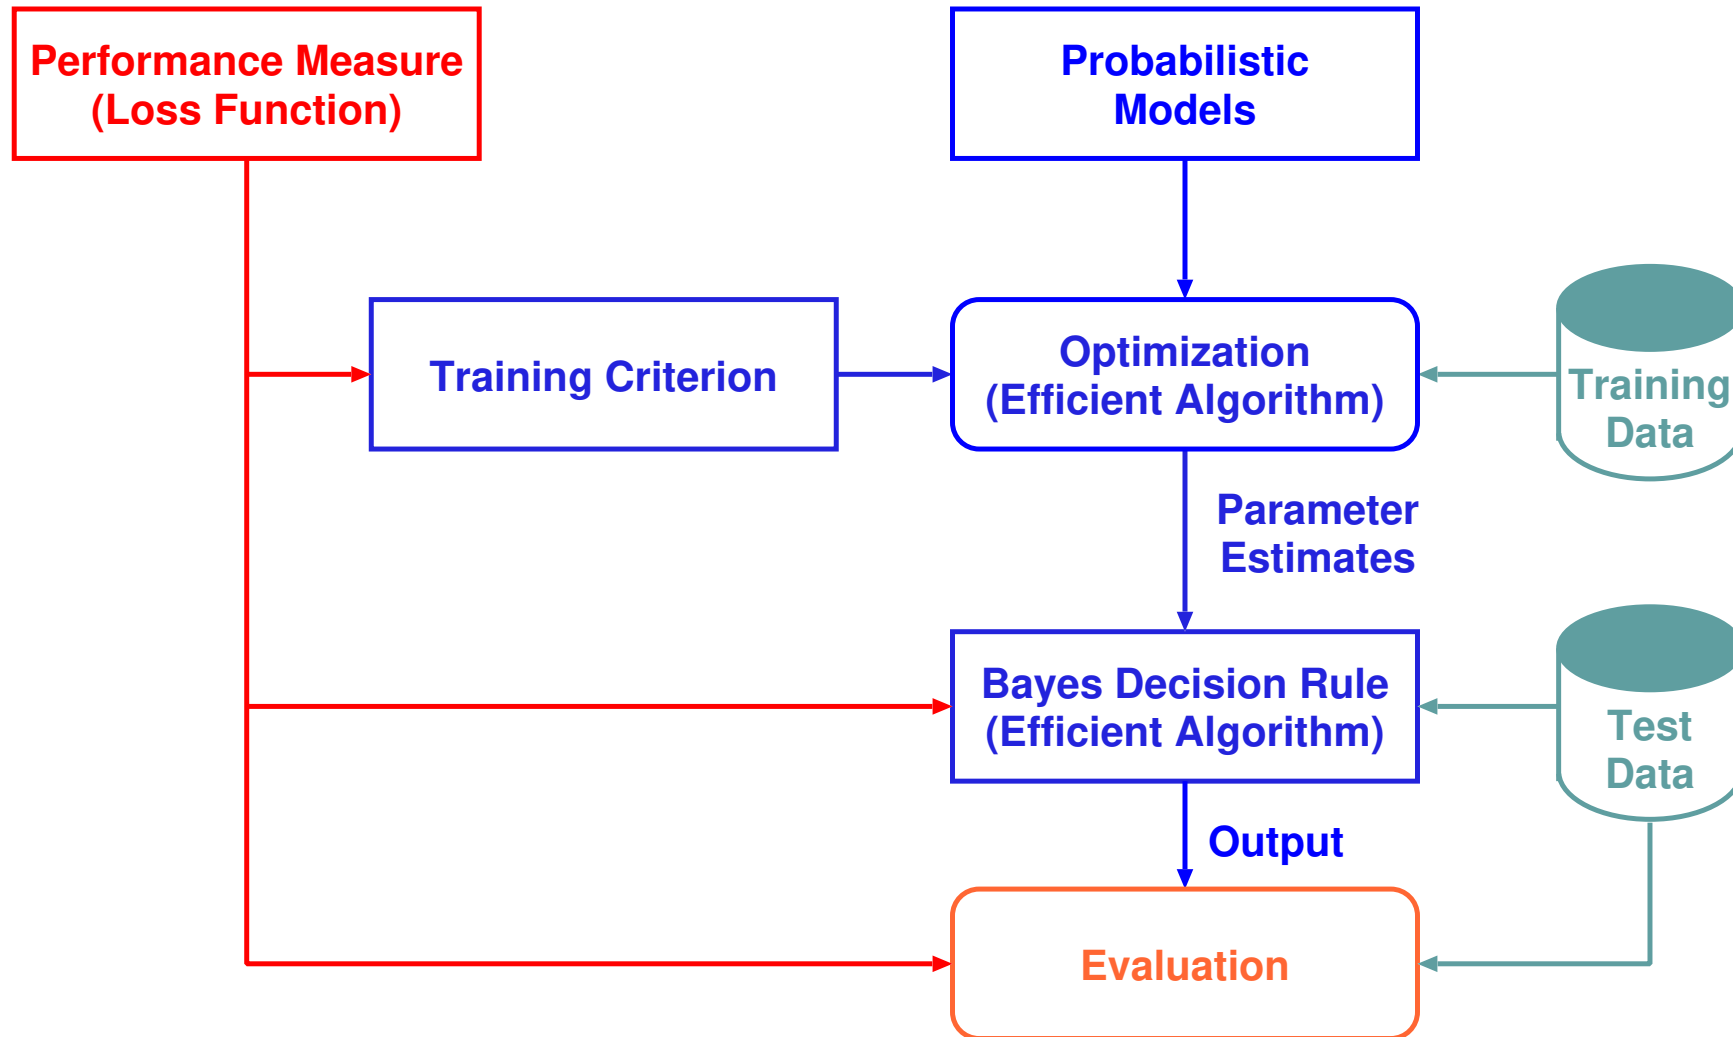 Performance Measure
(Loss Function)
Probabilistic
Models
Training Criterion
Optimization
(Efficient Algorithm)
Training
Data
Parameter
Estimates
Bayes Decision Rule
(Efficient Algorithm)
Test
Data
Output
Evaluation